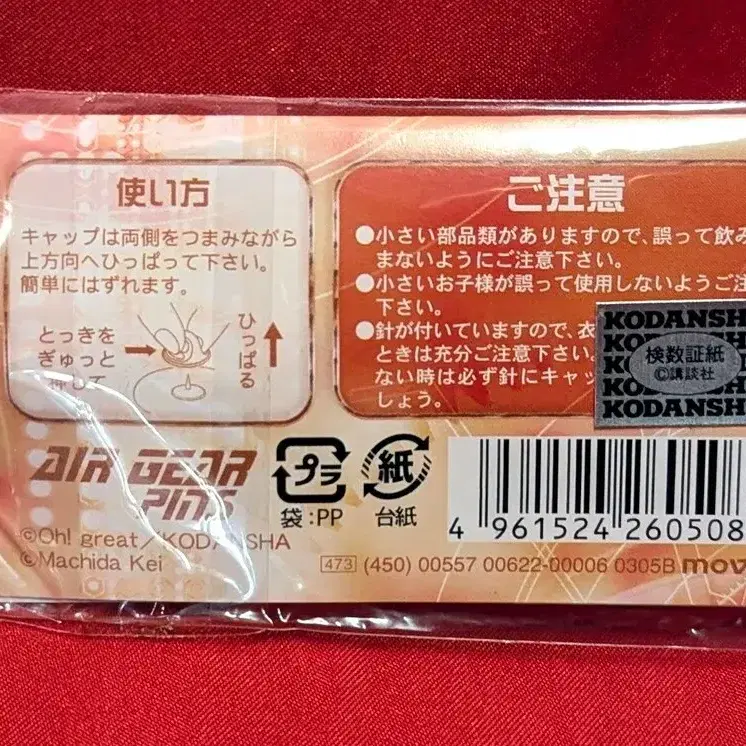 使い方
キャップは両側をつまみながら
上方向へひっぱって下さい。
簡単にはずれます。
とっきを
ぎゅっと
押して
ひっぱる
ご注意
●小さい部品類がありますので、誤って飲み
まないようにご注意下さい。
●小さいお子様が誤って使用しないようご注
下さい。
●針が付いていますので、衣
ときは充分ご注意下さい。
ない時は必ず針にキャッ
しょう。
KODANSH
検数証紙
©講談社
KODANSH
AIR GEAR
PINS
©Oh! great/KODANSHA
©Machida Kei
プラ
袋:PP
紙
台紙
4 961524 260508
473 (450) 00557 00622-00006 0305B mov